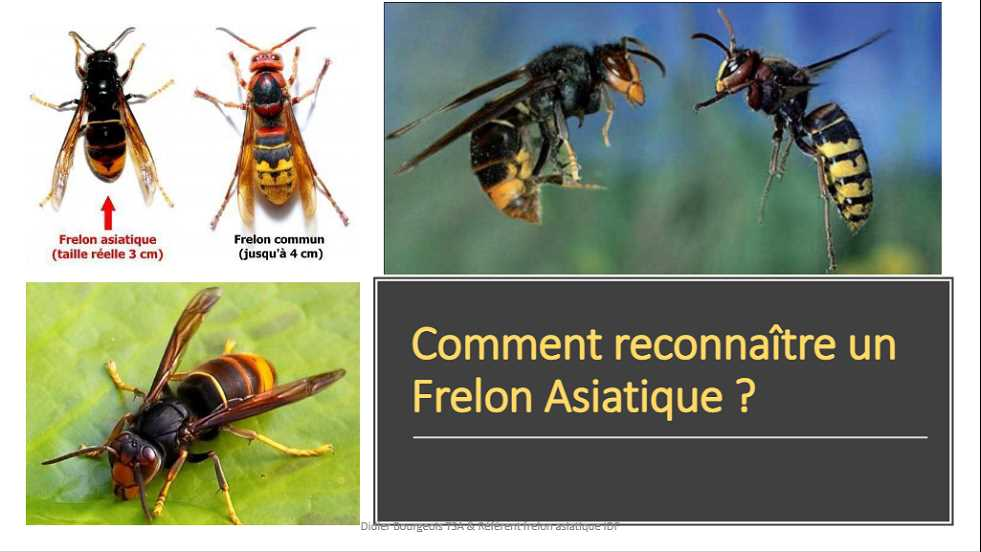 Frelon asiatique
(taille réelle 3 cm)
Frelon commun
(jusqu'à 4 cm)
Comment reconnaître un
Frelon Asiatique ?
Didier Bourgeois TSA & Référent frelon asiatique IDF